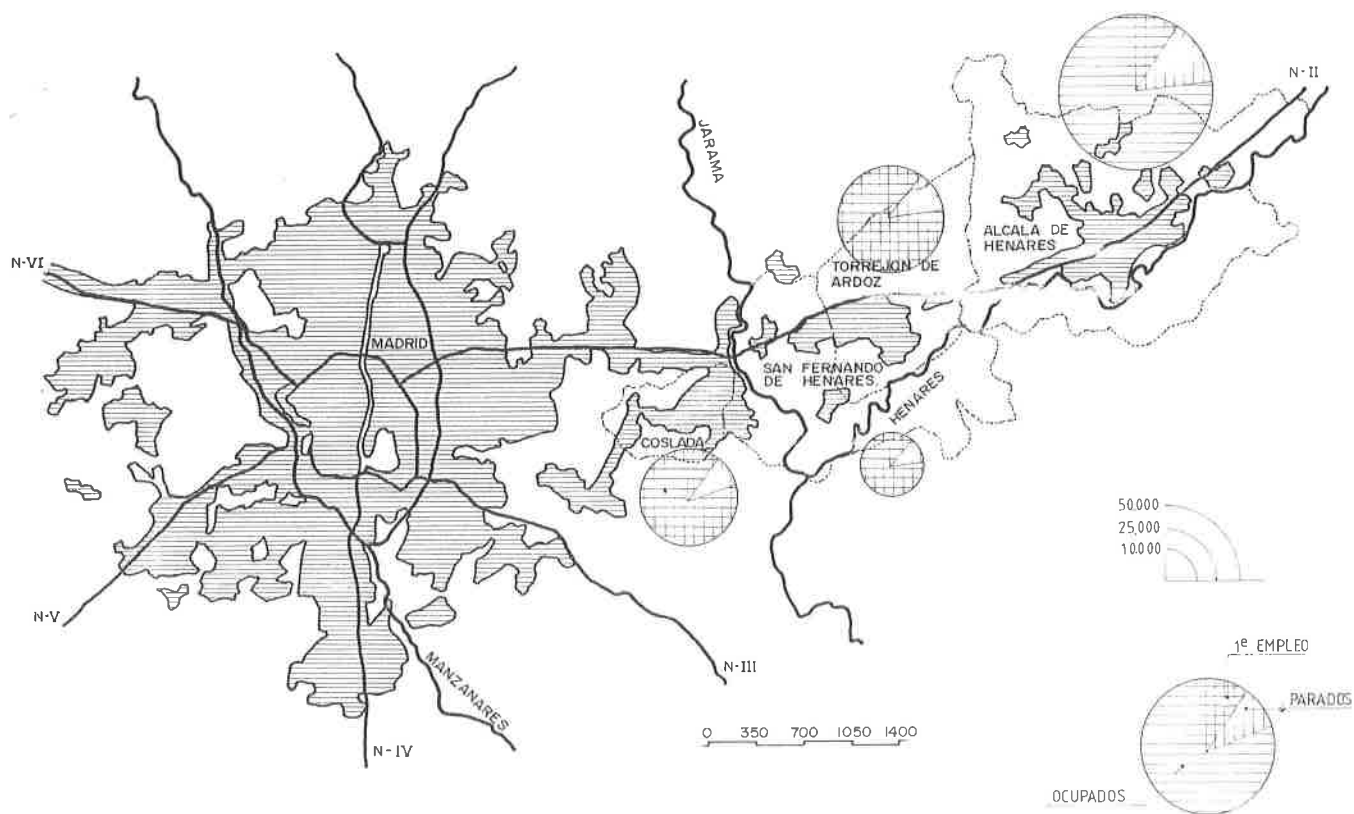 N-II
JARAMA
ALCALA DE
HENARES
N-VI
TORREJON DE
ARDOZ
MADRID
SAN FERNANDO
DE HENARES
HENARES
COSLADA
50.000
25,000
10.000
N-V
N-III
MANZANARES
N-IV
0 350 700 1050 1400
1º EMPLEO
PARADOS
OCUPADOS